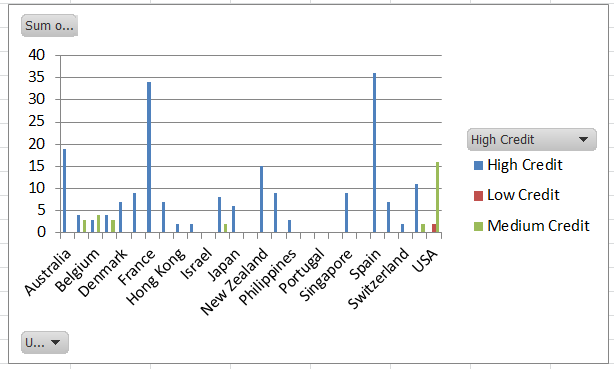 Sum o...
40
35
30
25
20
15
10
5
0
Australia
Belgium
Denmark
France
Hong Kong
Israel
Japan
New Zealand
Philippines
Portugal
Singapore
Spain
Switzerland
USA
High Credit
High Credit
Low Credit
Medium Credit
U...